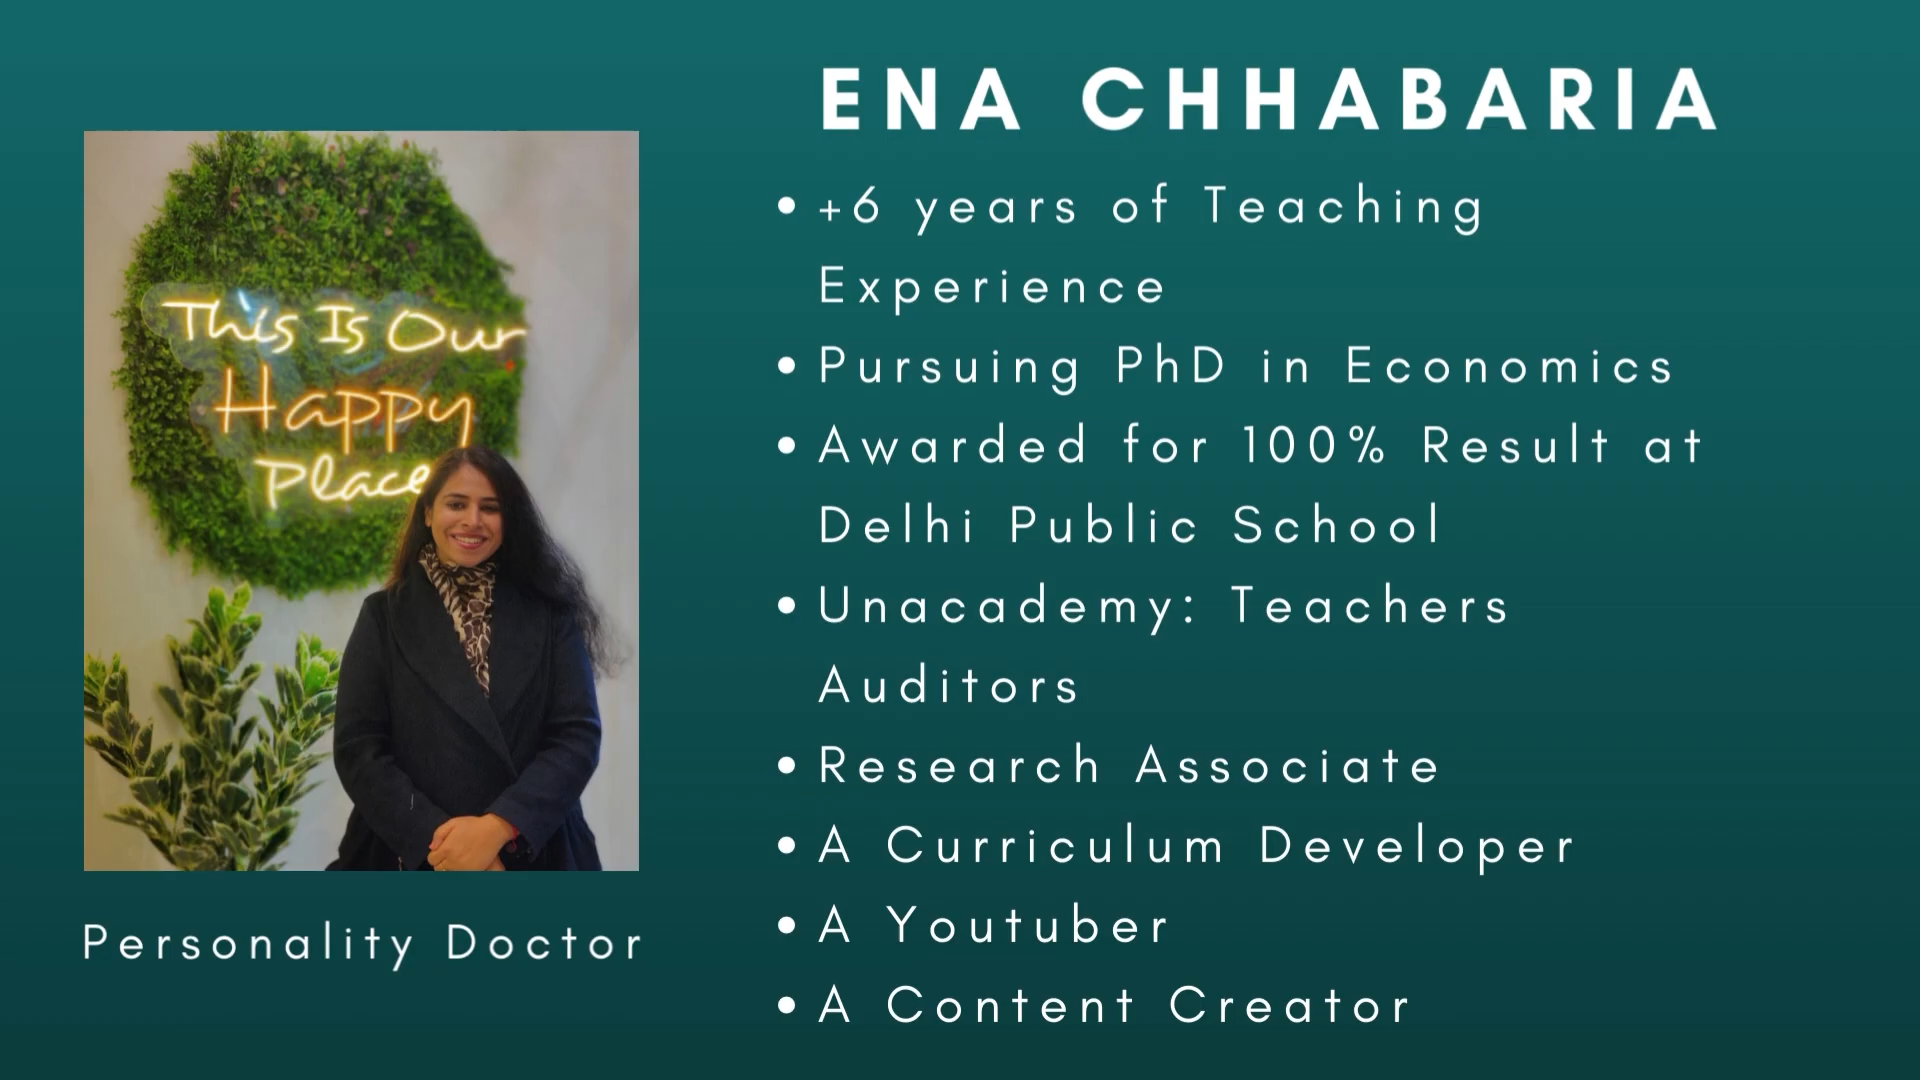 ENA CHHABARIA
• +6 years of Teaching
Experience
• Pursuing PhD in Economics
• Awarded for 100% Result at
Delhi Public School
• Unacademy: Teachers
Auditors
• Research Associate
• A Curriculum Developer
• A Youtuber
• A Content Creator
This Is Our
Happy
Place
Personality Doctor